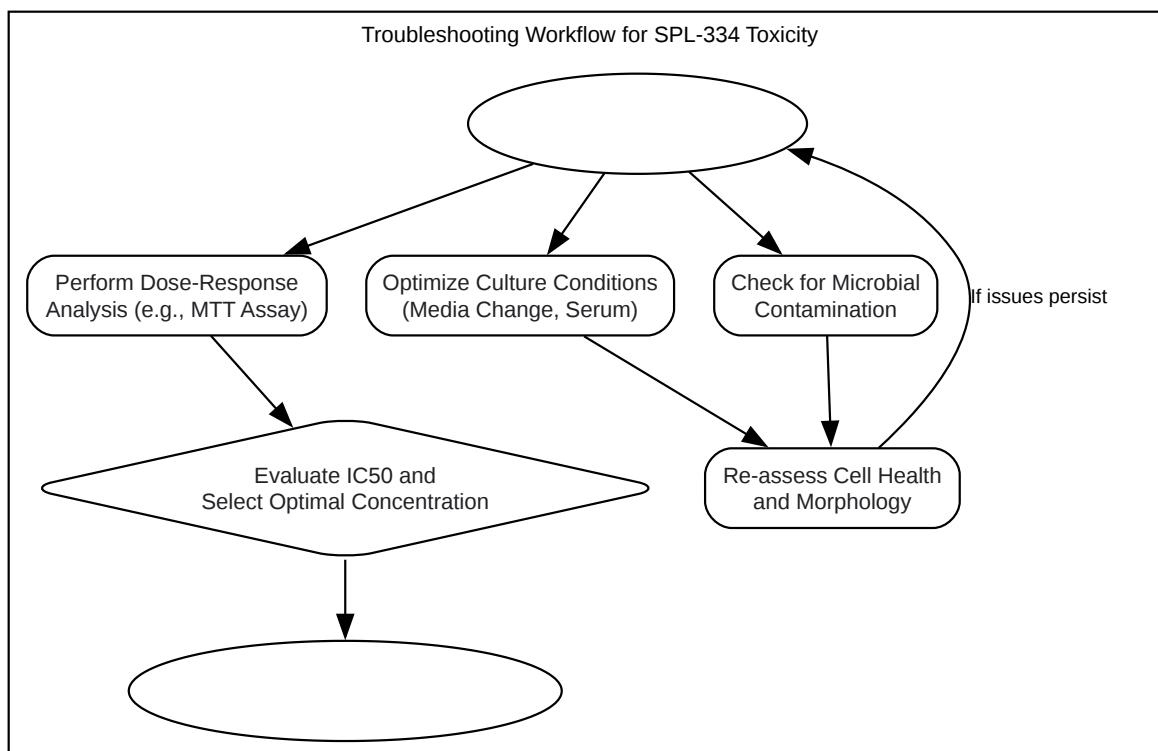 Troubleshooting Workflow for SPL-334 Toxicity
Perform Dose-Response
Analysis (e.g., MTT Assay)
Optimize Culture Conditions
(Media Change, Serum)
Check for Microbial
Contamination
If issues persist
Evaluate IC50 and
Select Optimal Concentration
Re-assess Cell Health
and Morphology